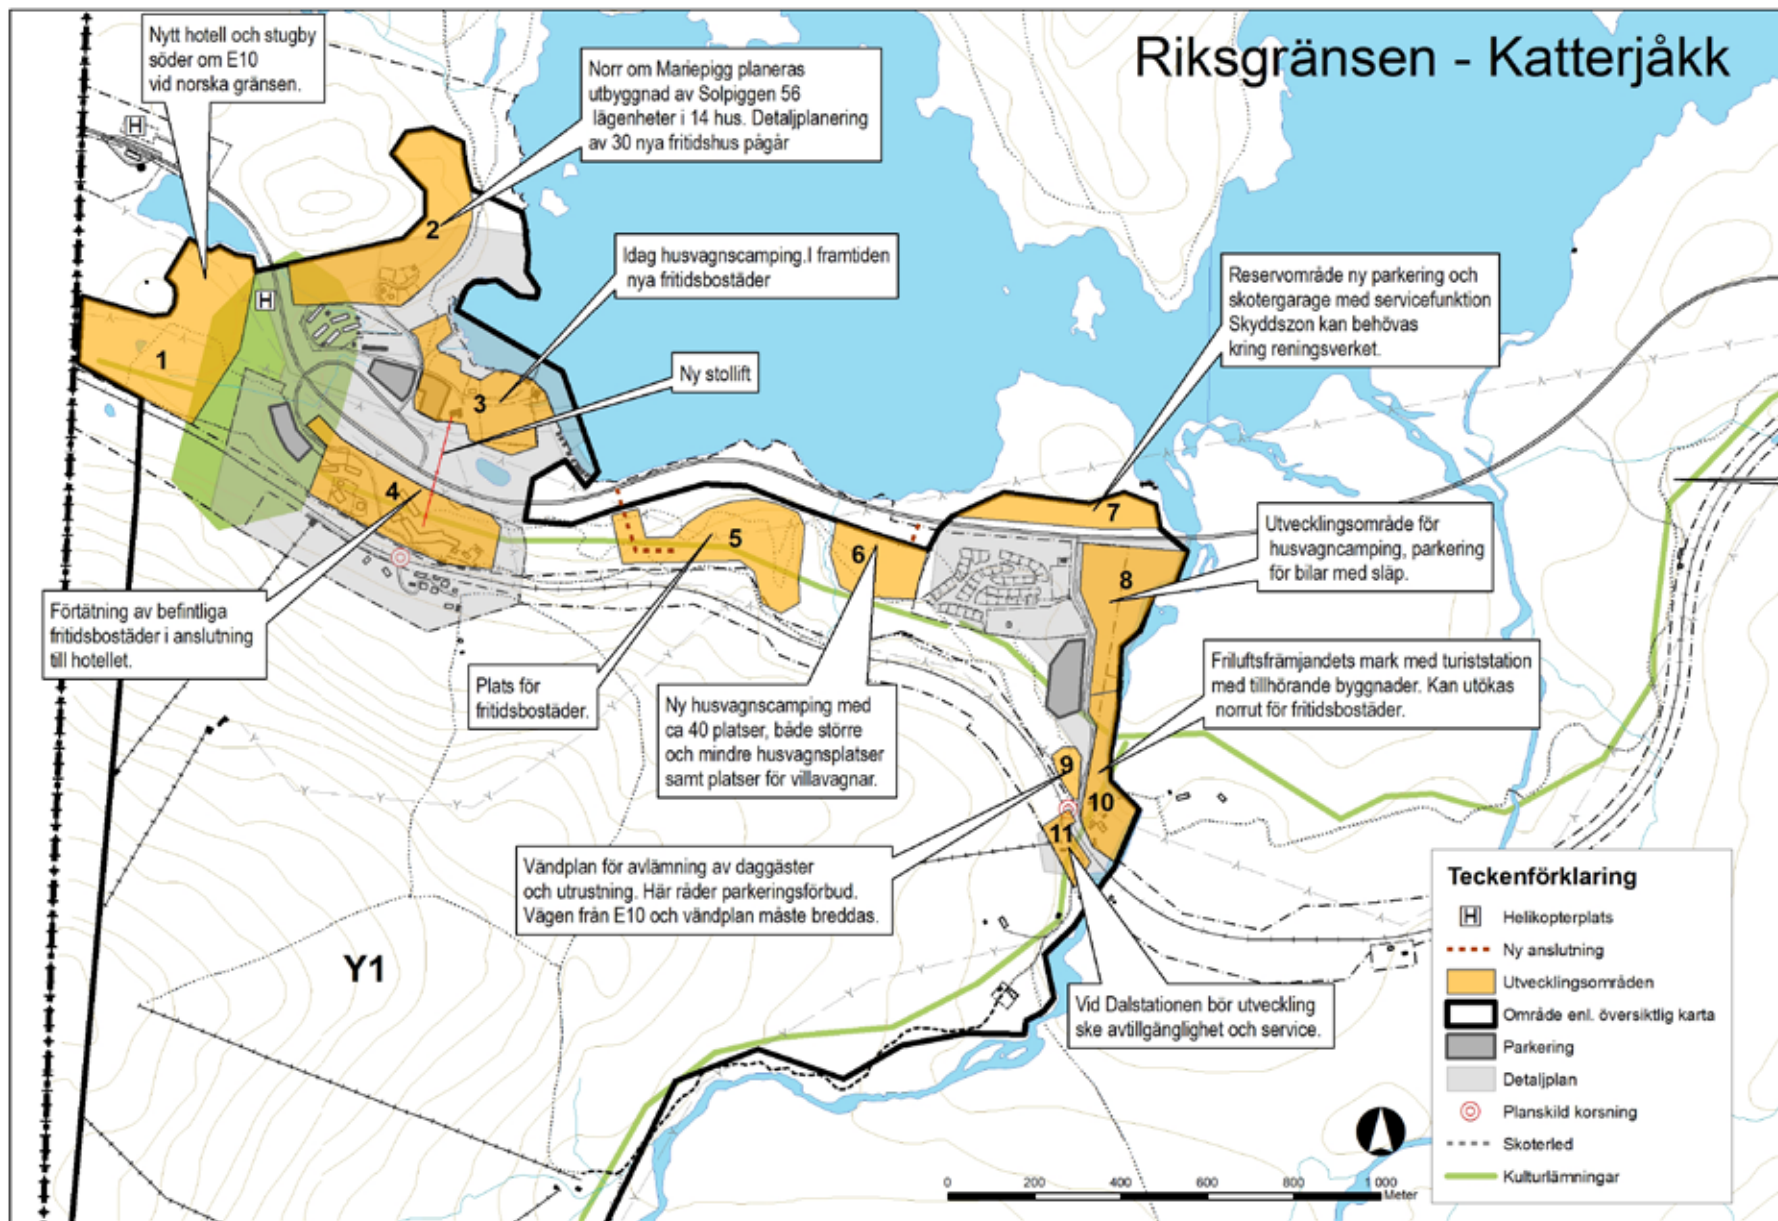 Riksgränsen - Katterjåkk
Nytt hotell och stugby
söder om E10
vid norska gränsen.
Norr om Mariepigg planeras
utbyggnad av Solpiggen 56
lägenheter i 14 hus. Detaljplanering
av 30 nya fritidshus pågår
Idag husvagnscamping.I framtiden
nya fritidsbostäder
Reservområde ny parkering och
skotergarage med servicefunktion
Skyddszon kan behövas
kring reningsverket.
Ny stollift
Utvecklingsområde för
husvagncamping, parkering
för bilar med släp.
Förtätning av befintliga
fritidsbostäder i anslutning
till hotellet.
Plats för
fritidsbostäder.
Ny husvagnscamping med
ca 40 platser, både större
och mindre husvagnsplatser
samt platser för villavagnar.
Friluftsfrämjandets mark med turiststation
med tillhörande byggnader. Kan utökas
norrut för fritidsbostäder.
Vändplan för avlämning av daggäster
och utrustning. Här råder parkeringsförbud.
Vägen från E10 och vändplan måste breddas.
Vid Dalstationen bör utveckling
ske avtillgänglighet och service.
H
H
1
2
3
4
5
6
7
8
9
10
11
Y1
Teckenförklaring
H Helikopterplats
Ny anslutning
Utvecklingsområden
Område enl. översiktlig karta
Parkering
Detaljplan
Planskild korsning
Skoterled
Kulturlämningar
0 200 400 600 800 1 000
Meter